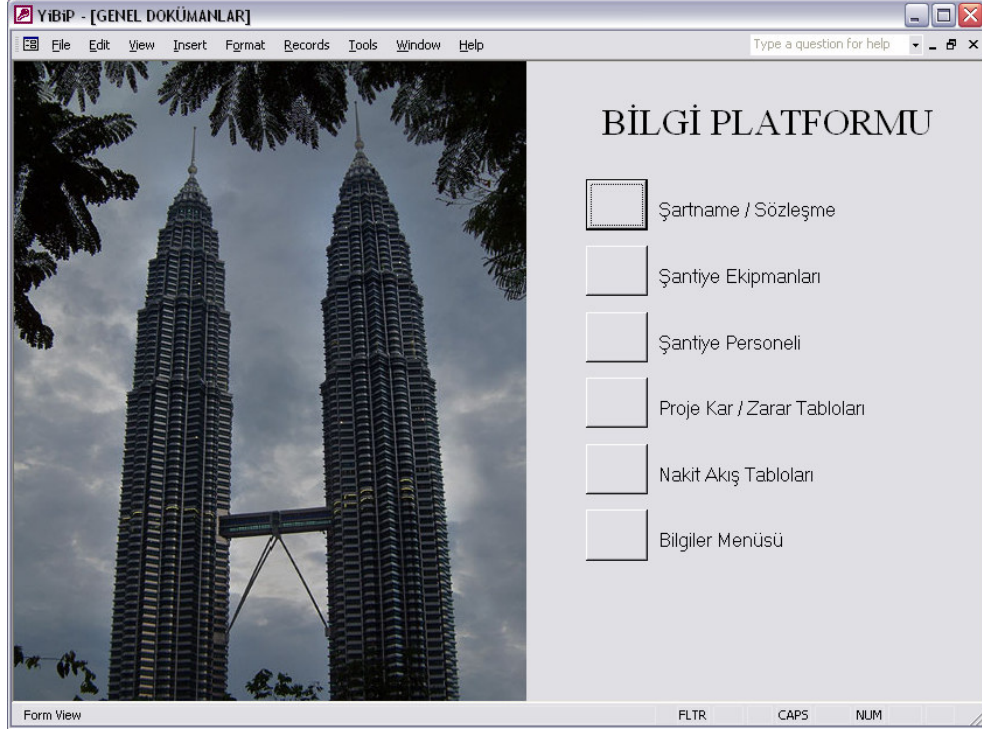 YiBiP - [GENEL DOKÜMANLAR]
File Edit View Insert Format Records Tools Window Help
Type a question for help
BİLGİ PLATFORMU
Şartname / Sözleşme
Şantiye Ekipmanları
Şantiye Personeli
Proje Kar / Zarar Tabloları
Nakit Akış Tabloları
Bilgiler Menüsü
Form View
FLTR CAPS NUM